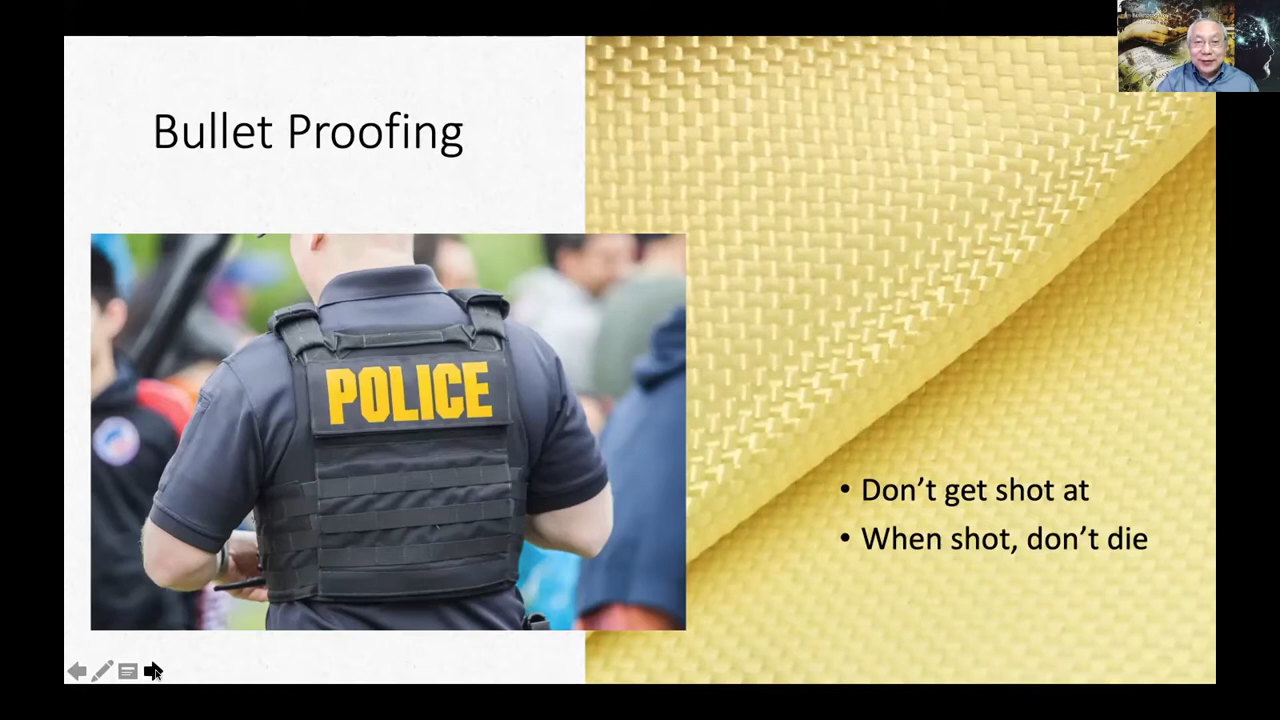 Bullet Proofing
POLICE
• Don’t get shot at
• When shot, don’t die